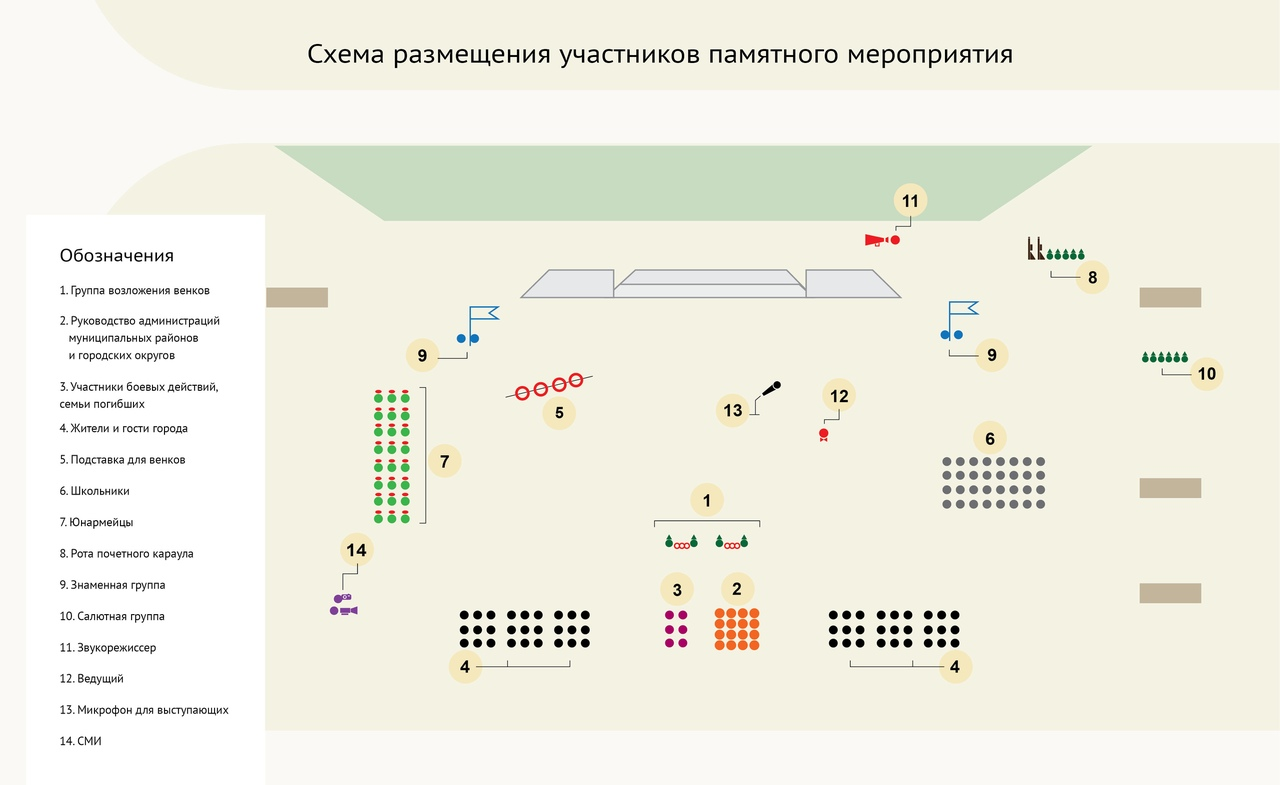 Схема размещения участников памятного мероприятия
Обозначения
1. Группа возложения венков
2. Руководство администраций
муниципальных районов
и городских округов
3. Участники боевых действий,
семьи погибших
4. Жители и гости города
5. Подставка для венков
6. Школьники
7. Юнармейцы
8. Рота почетного караула
9. Знаменная группа
10. Салютная группа
11. Звукорежиссер
12. Ведущий
13. Микрофон для выступающих
14. СМИ
11
8
9
9
10
5
13
12
6
7
1
14
3
2
4
4